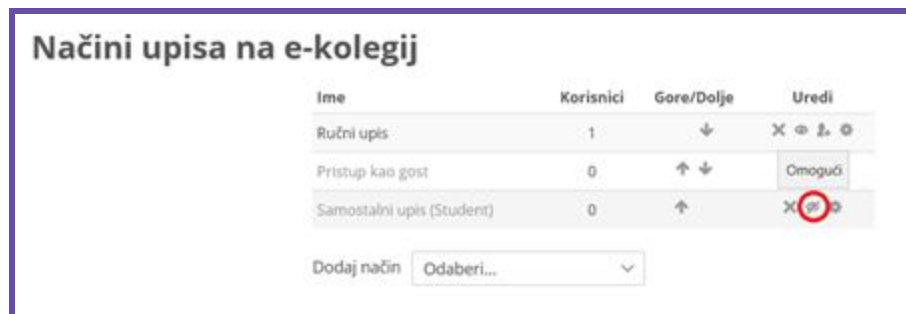 Načini upisa na e-kolegij
Ime Korisnici Gore/Dolje Uredi
Ručni upis 1
Pristup kao gost 0 Omogući
Samostalni upis (Student) 0
Dodaj način Odaberi...